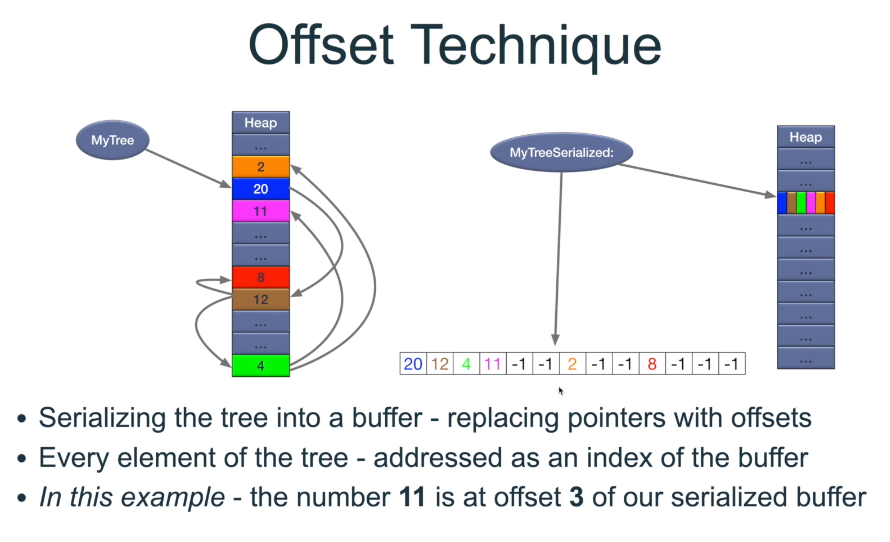 Offset Technique
MyTree
Heap
...
2
20
11
...
...
8
12
...
...
4
MyTreeSerialized:
Heap
...
...
...
...
...
...
...
...
...
20 12 4 11 -1 -1 2 -1 -1 8 -1 -1 -1
• Serializing the tree into a buffer - replacing pointers with offsets
• Every element of the tree - addressed as an index of the buffer
• In this example - the number 11 is at offset 3 of our serialized buffer